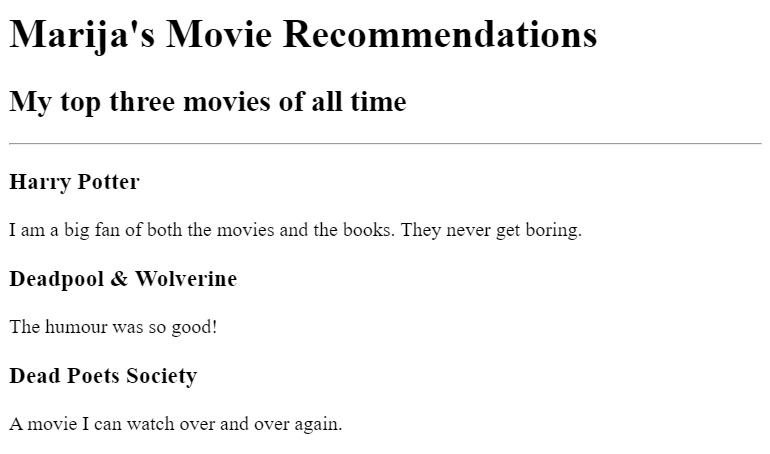 Marija's Movie Recommendations
My top three movies of all time
Harry Potter
I am a big fan of both the movies and the books. They never get boring.
Deadpool & Wolverine
The humour was so good!
Dead Poets Society
A movie I can watch over and over again.